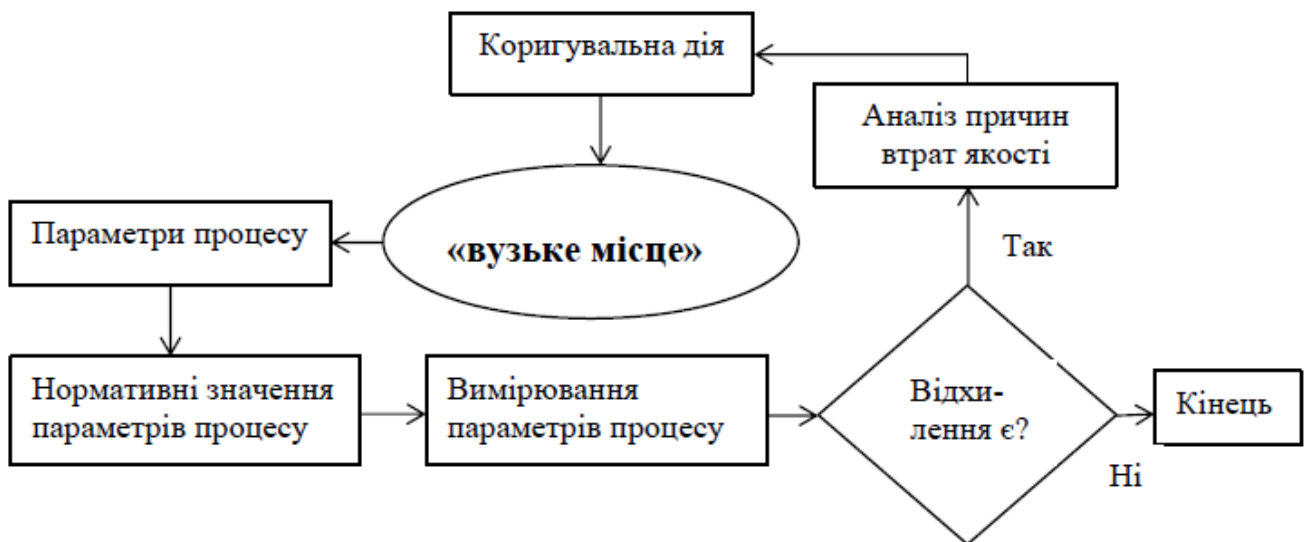 Коригувальна дія
Аналіз причин
втрат якості
Параметри процесу
«вузьке місце»
Так
Нормативні значення
параметрів процесу
Вимірювання
параметрів процесу
Відхи-
лення є?
Кінець
Ні